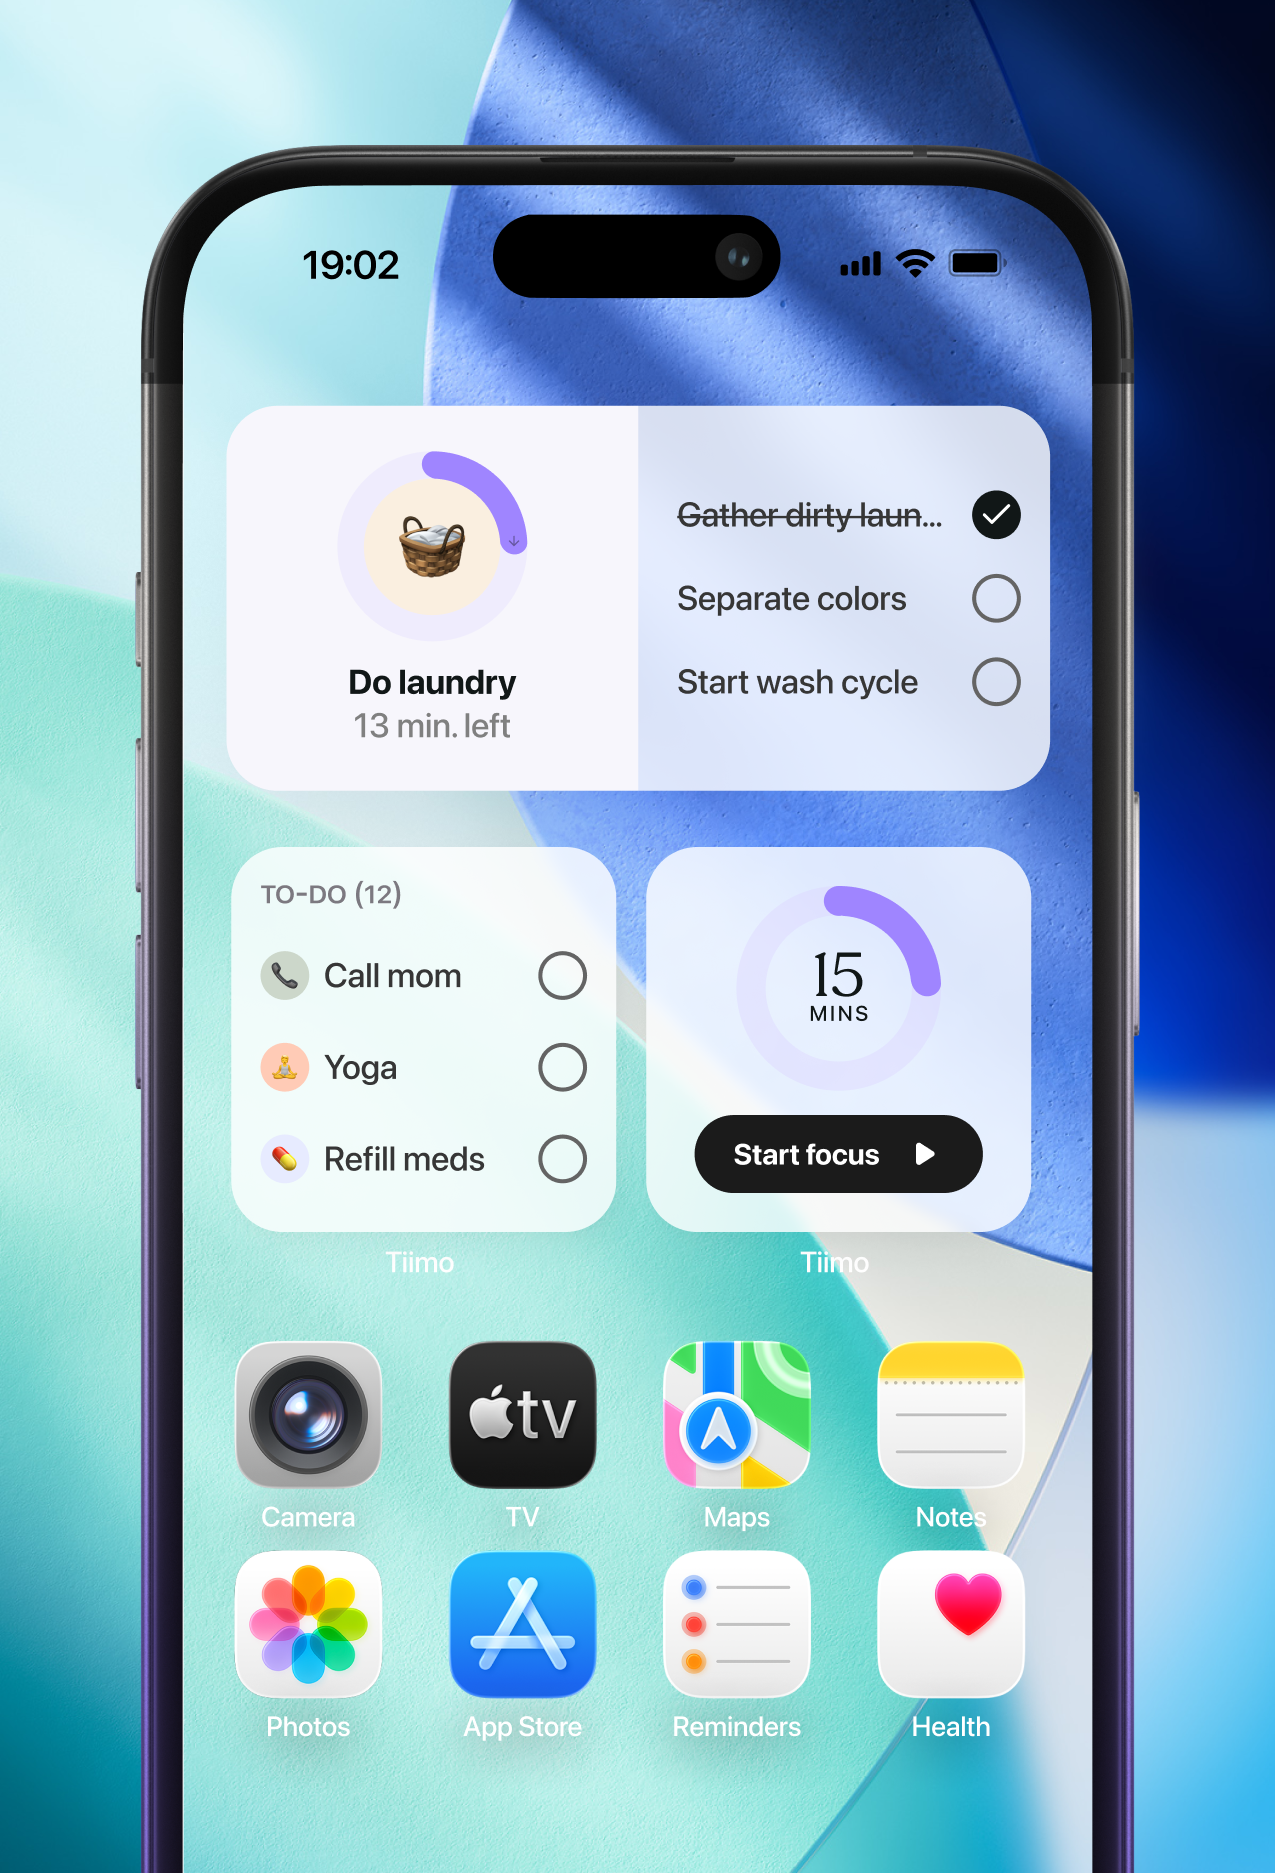 19:02
Gather dirty laun...
Separate colors
Start wash cycle
Do laundry
13 min. left
TO-DO (12)
Call mom
Yoga
Refill meds
15
MINS
Start focus
Tiimo
Tiimo
tv
Camera
TV
Maps
Notes
Photos
App Store
Reminders
Health